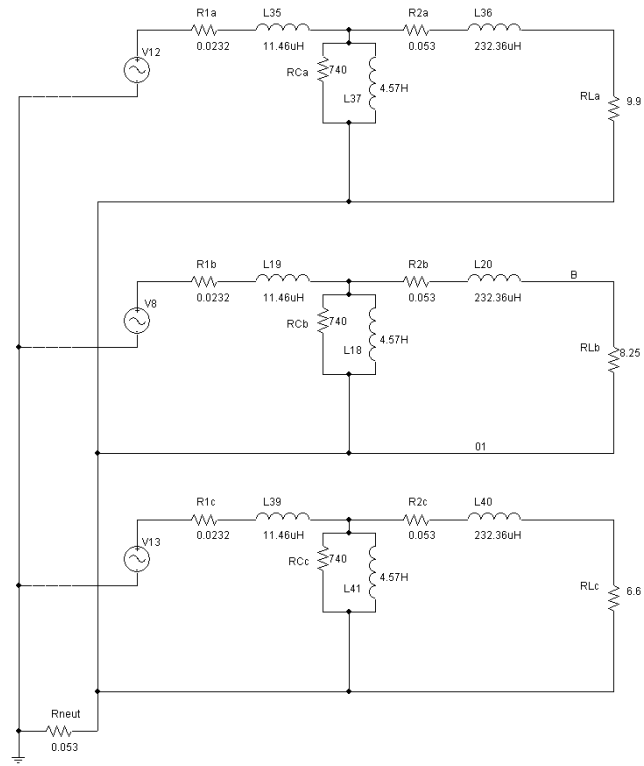 R1a L35 R2a L36
V12 0.0232 11.46uH 0.053 232.36uH
RCa 740 4.57H
L37 RLa 9.9
R1b L19 R2b L20 B
V8 0.0232 11.46uH 0.053 232.36uH
RCb 740 4.57H
L18 RLb 8.25
01
R1c L39 R2c L40
V13 0.0232 11.46uH 0.053 232.36uH
RCc 740 4.57H
L41 RLc 6.6
Rneut
0.053